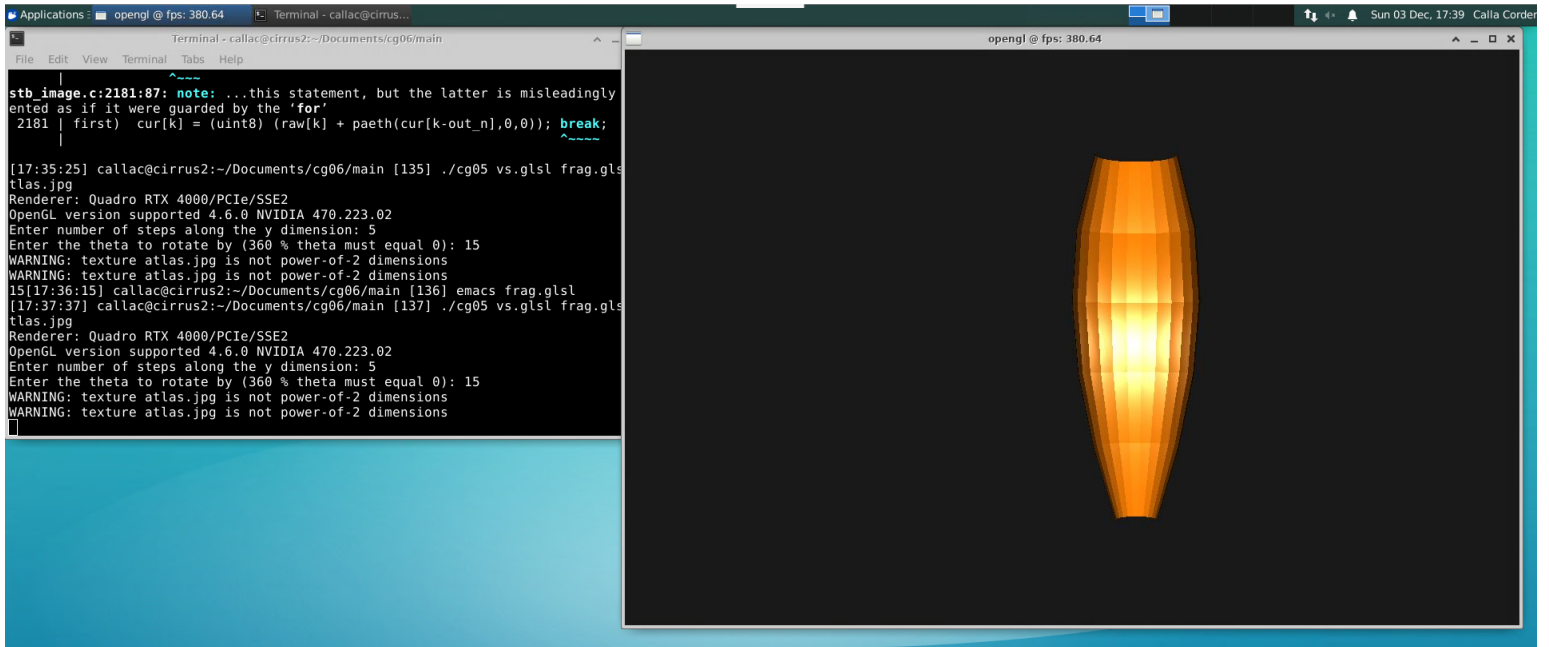 Applications
opengl @ fps: 380.64
Terminal - callac@cirrus...
Sun 03 Dec, 17:39 Calla Corder
Terminal - callac@cirrus2:~/Documents/cg06/main
File Edit View Terminal Tabs Help
| ^~~~
stb_image.c:2181:87: note: ...this statement, but the latter is misleadingly
ented as if it were guarded by the ‘for’
2181 | first) cur[k] = (uint8) (raw[k] + paeth(cur[k-out_n],0,0)); break;
| ^~~~~
[17:35:25] callac@cirrus2:~/Documents/cg06/main [135] ./cg05 vs.glsl frag.gls
tlas.jpg
Renderer: Quadro RTX 4000/PCIe/SSE2
OpenGL version supported 4.6.0 NVIDIA 470.223.02
Enter number of steps along the y dimension: 5
Enter the theta to rotate by (360 % theta must equal 0): 15
WARNING: texture atlas.jpg is not power-of-2 dimensions
WARNING: texture atlas.jpg is not power-of-2 dimensions
15[17:36:15] callac@cirrus2:~/Documents/cg06/main [136] emacs frag.glsl
[17:37:37] callac@cirrus2:~/Documents/cg06/main [137] ./cg05 vs.glsl frag.gls
tlas.jpg
Renderer: Quadro RTX 4000/PCIe/SSE2
OpenGL version supported 4.6.0 NVIDIA 470.223.02
Enter number of steps along the y dimension: 5
Enter the theta to rotate by (360 % theta must equal 0): 15
WARNING: texture atlas.jpg is not power-of-2 dimensions
WARNING: texture atlas.jpg is not power-of-2 dimensions
opengl @ fps: 380.64